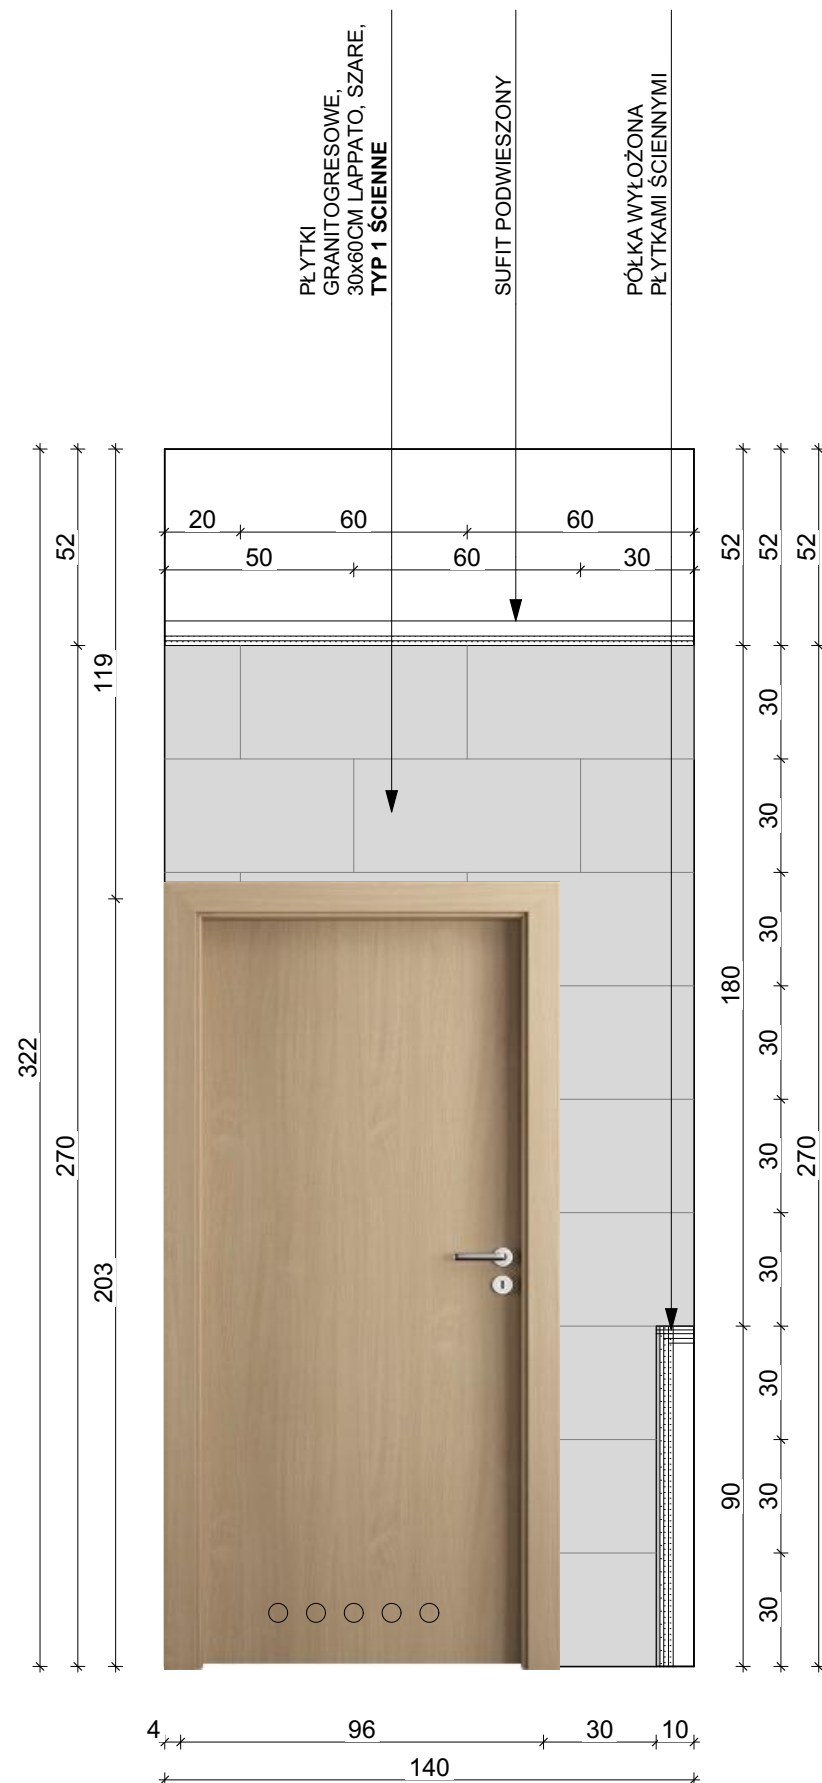 PŁYTKI
GRANITOGRESOWE,
30x60CM LAPPATO, SZARE,
TYP 1 ŚCIENNE
SUFIT PODWIESZONY
PÓŁKA WYŁOŻONA
PŁYTKAMI ŚCIENNYMI
20 60 60
50 60 30
322
52
270
119
203
52
180
90
52
30
30
30
30
30
30
30
30
30
52
270
4 96 30 10
140